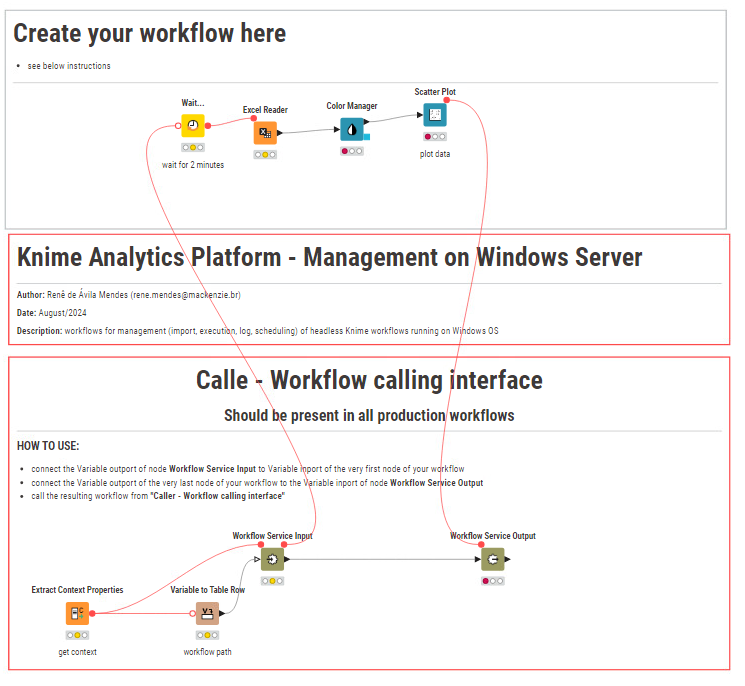 Create your workflow here
see below instructions
Wait...
Excel Reader
Color Manager
Scatter Plot
wait for 2 minutes
plot data
Knime Analytics Platform - Management on Windows Server
Author: Renê de Ávila Mendes (rene.mendes@mackenzie.br)
Date: August/2024
Description: workflows for management (import, execution, log, scheduling) of headless Knime workflows running on Windows OS
Calle - Workflow calling interface
Should be present in all production workflows
HOW TO USE:
connect the Variable outport of node Workflow Service Input to Variable inport of the very first node of your workflow
connect the Variable outport of the very last node of your workflow to the Variable inport of node Workflow Service Output
call the resulting workflow from "Caller - Workflow calling interface"
Workflow Service Input
Workflow Service Output
Extract Context Properties
Variable to Table Row
get context
workflow path